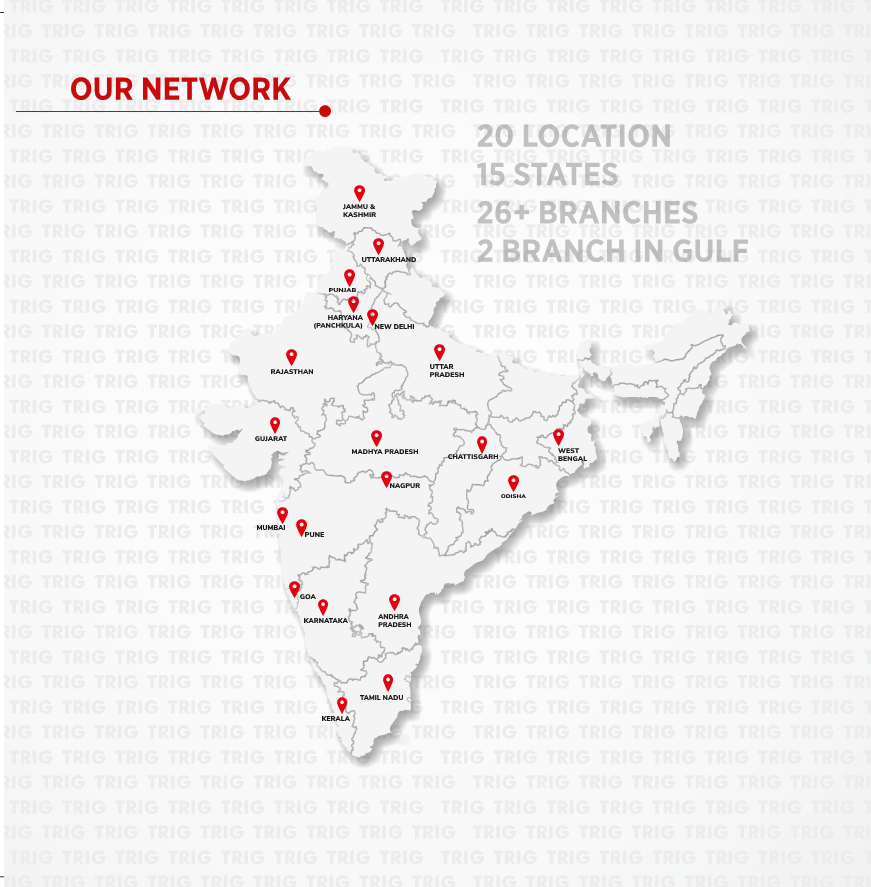 OUR NETWORK
20 LOCATION
15 STATES
26+ BRANCHES
2 BRANCH IN GULF
JAMMU &
KASHMIR
UTTARAKHAND
PUNJAB
HARYANA
(PANCHKULA)
NEW DELHI
UTTAR
PRADESH
RAJASTHAN
GUJARAT
MADHYA PRADESH
CHATTISGARH
WEST
BENGAL
NAGPUR
ODISHA
MUMBAI
PUNE
GOA
KARNATAKA
ANDHRA
PRADESH
TAMIL NADU
KERALA
TRIG